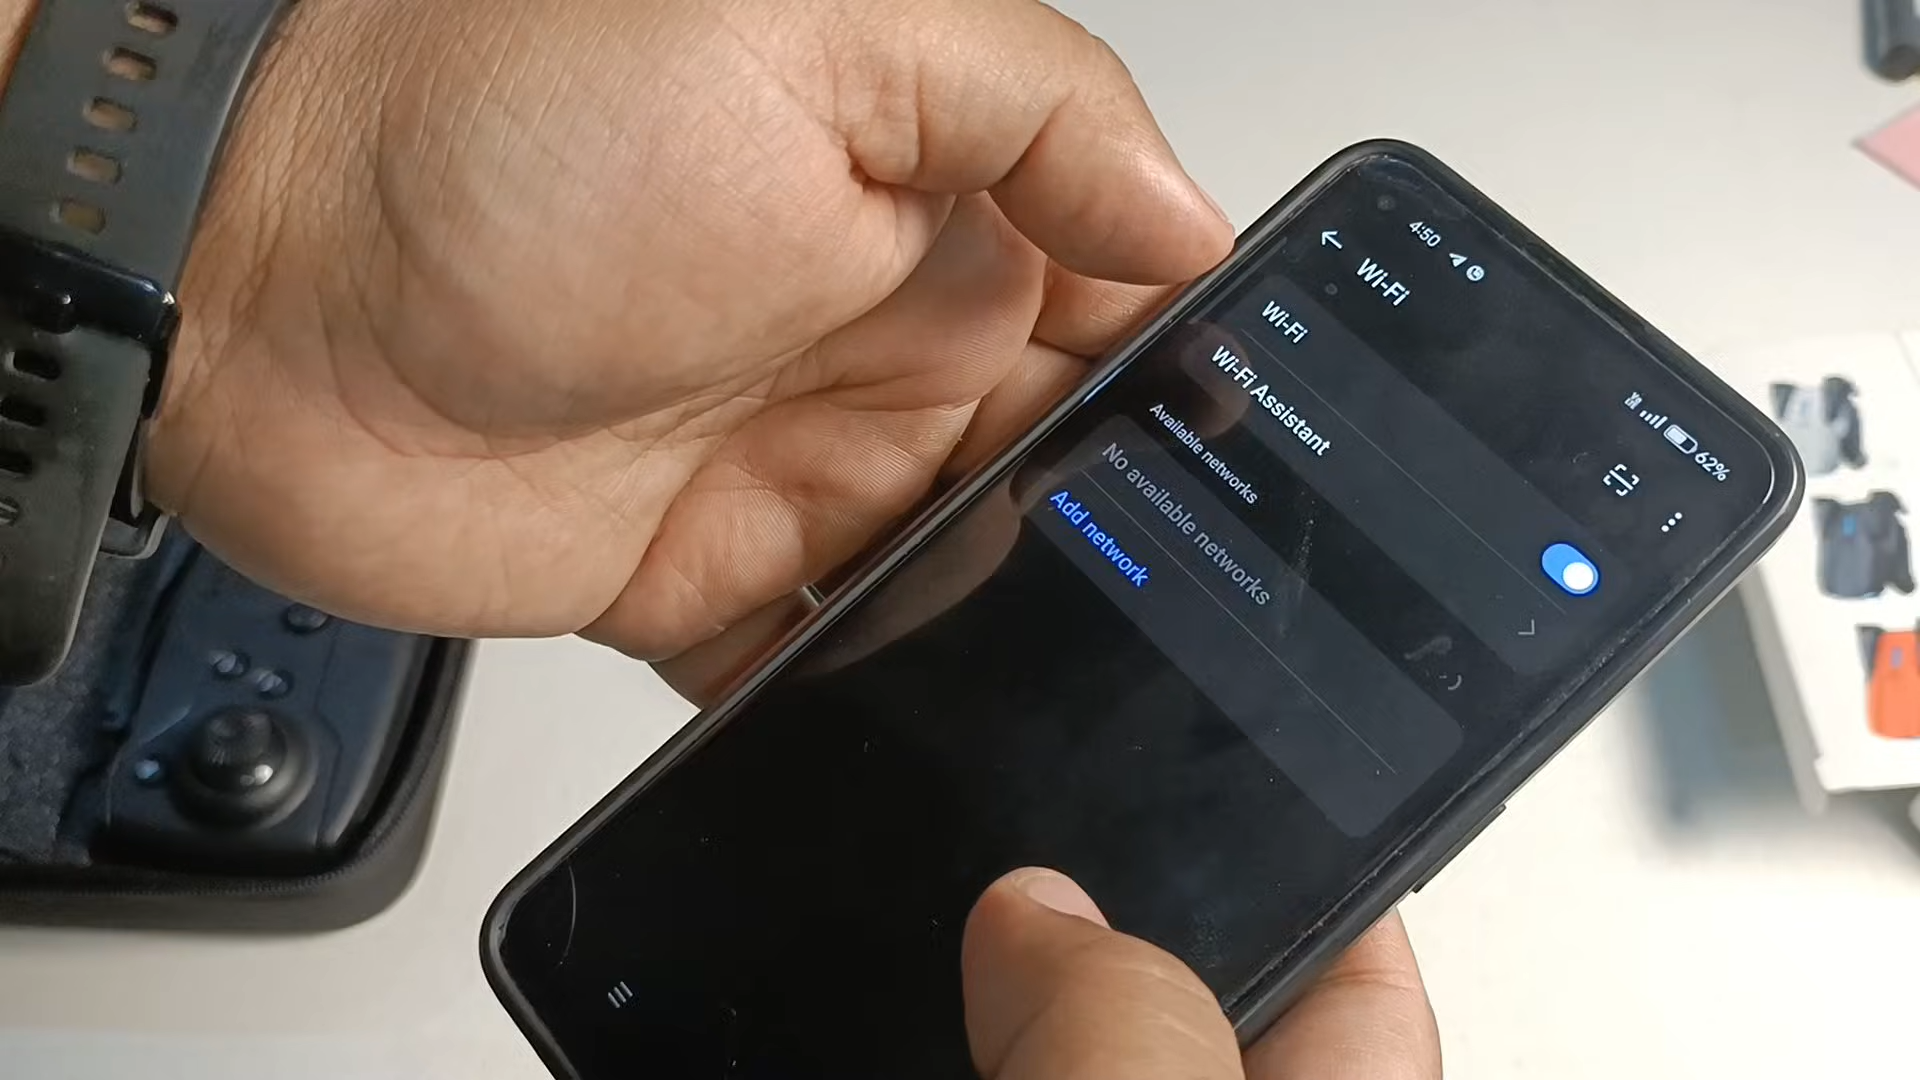 4:50
62%
Wi-Fi
Wi-Fi
Wi-Fi Assistant
Available networks
No available networks
Add network